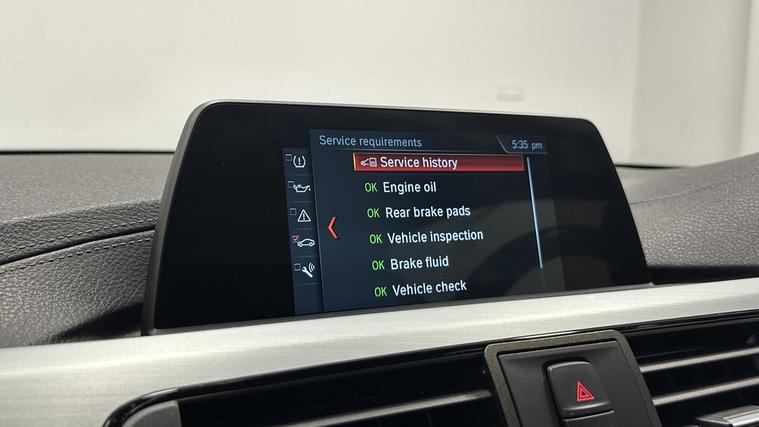 Service requirements
5:35 pm
Service history
OK Engine oil
OK Rear brake pads
OK Vehicle inspection
OK Brake fluid
OK Vehicle check